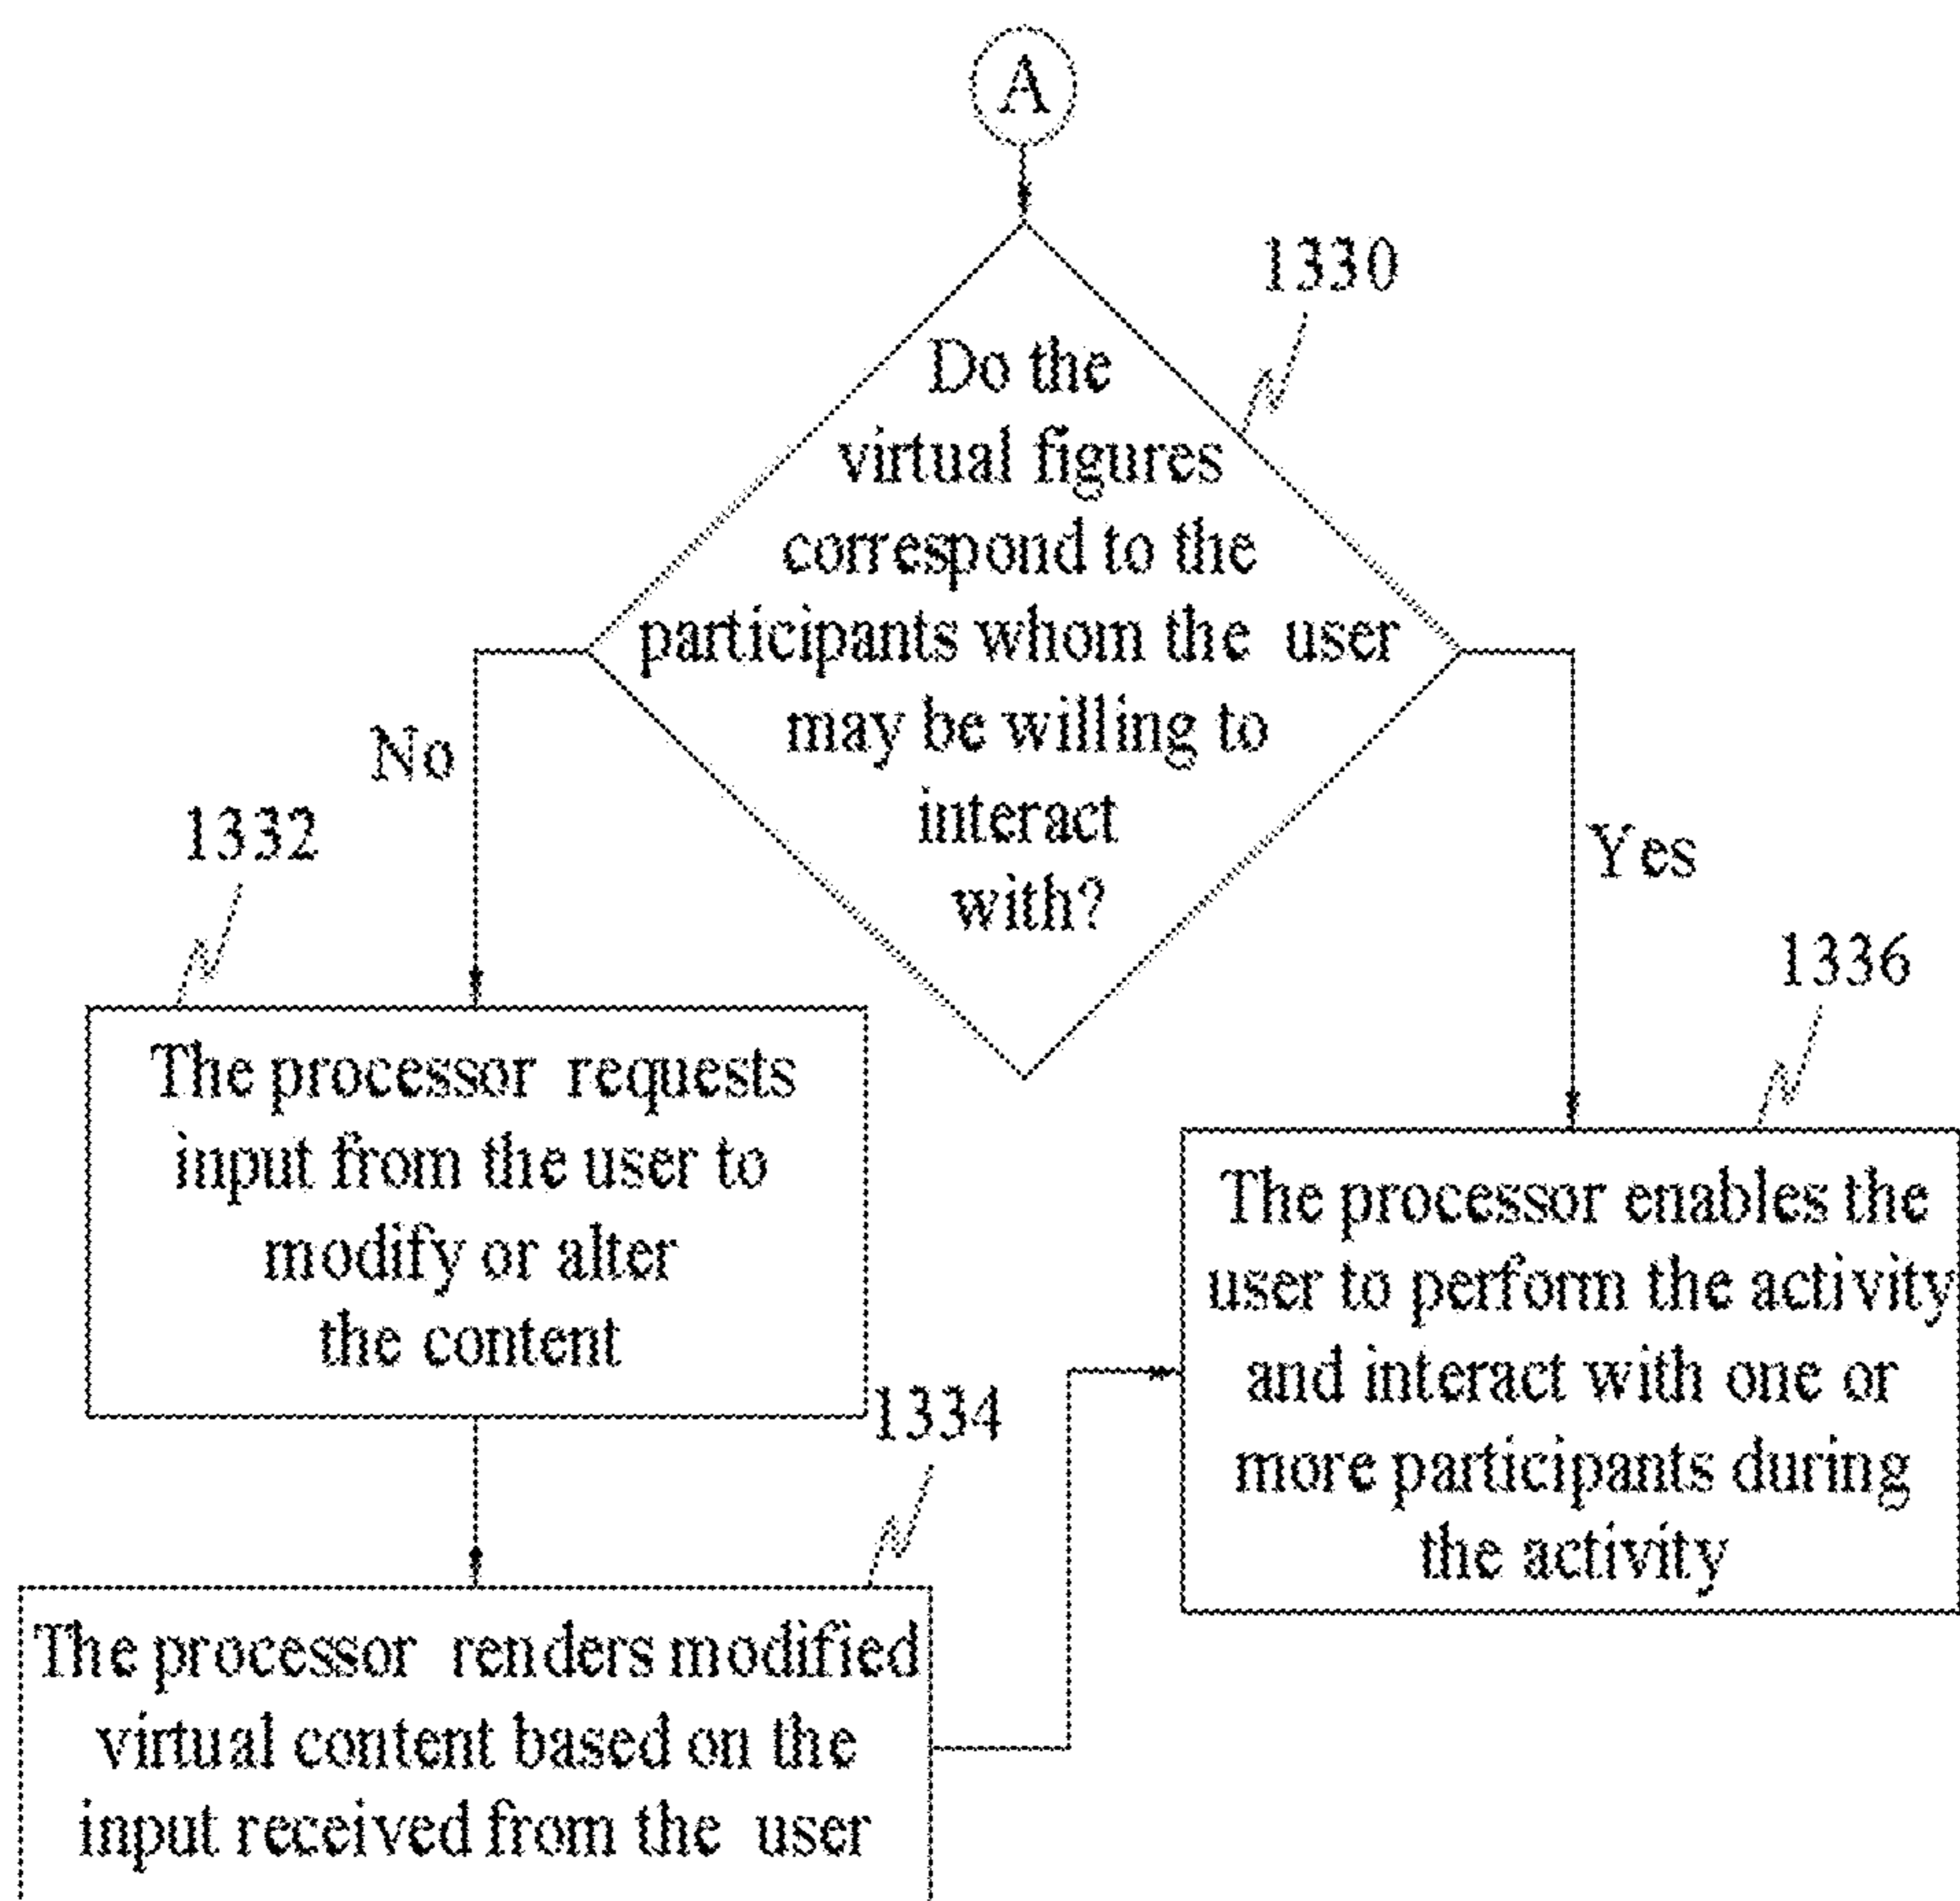 A
1330
Do the
virtual figures
correspond to the
participants whom the user
may be willing to
interact
with?
No
Yes
1332
The processor requests
input from the user to
modify or alter
the content
1336
The processor enables the
user to perform the activity
and interact with one or
more participants during
the activity
1334
The processor renders modified
virtual content based on the
input received from the user